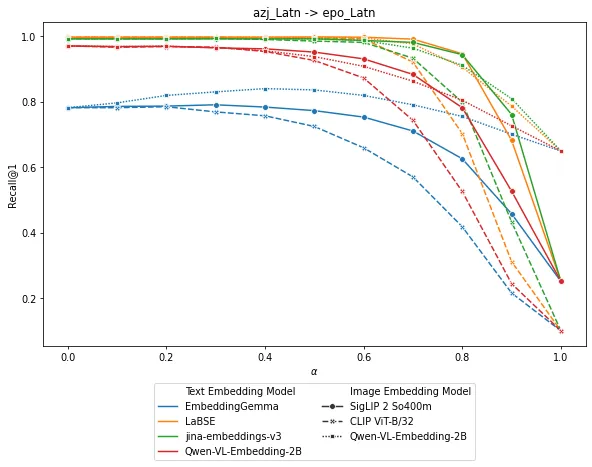 azj_Latn -> epo_Latn
Recall@1
1.0
0.8
0.6
0.4
0.2
0.0 0.2 0.4 0.6 0.8 1.0
α
Text Embedding Model Image Embedding Model
EmbeddingGemma SigLIP 2 So400m
LaBSE CLIP ViT-B/32
jina-embeddings-v3 Qwen-VL-Embedding-2B
Qwen-VL-Embedding-2B